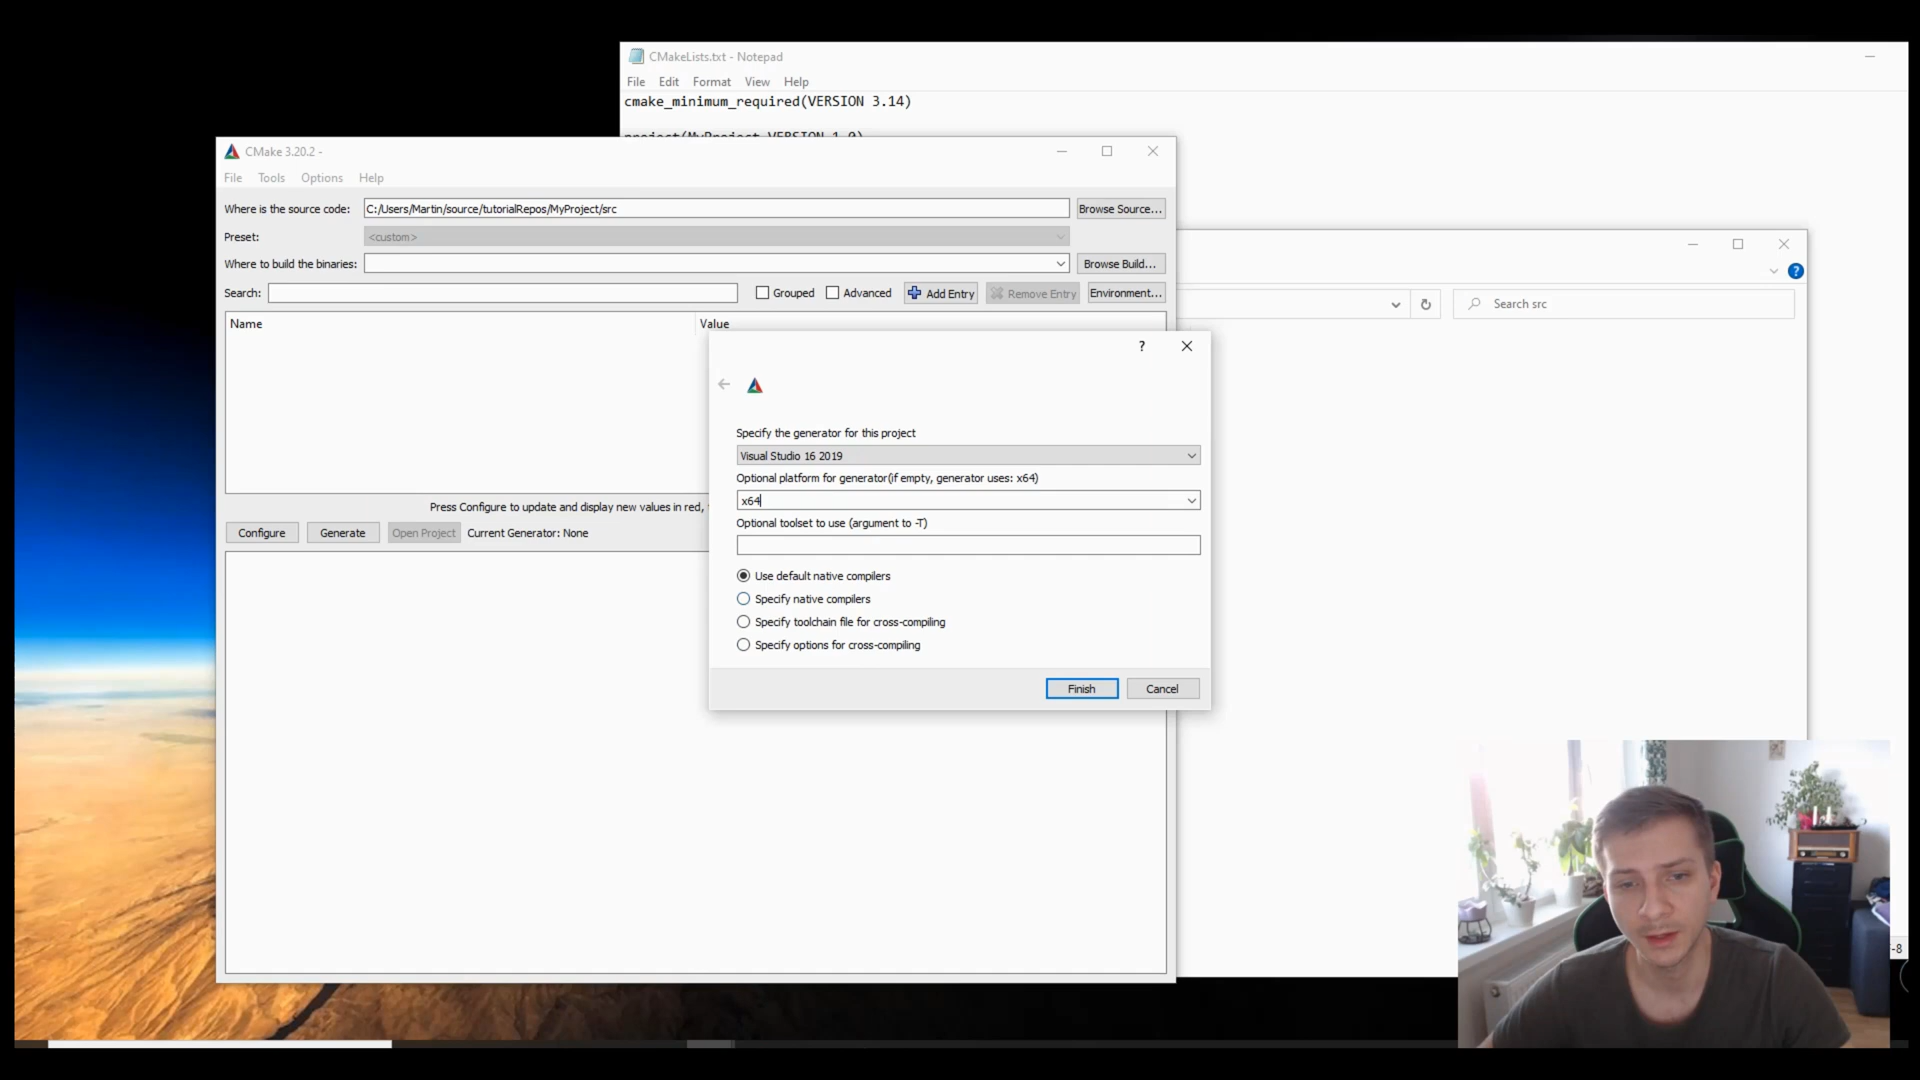 CMakeLists.txt - Notepad
File Edit Format View Help
cmake_minimum_required(VERSION 3.14)
project(MyProject VERSION 1.0)
CMake 3.20.2 -
File Tools Options Help
Where is the source code: C:/Users/Martin/source/tutorialRepos/MyProject/src Browse Source...
Preset: <custom>
Where to build the binaries: Browse Build...
Search: Grouped Advanced Add Entry Remove Entry Environment...
Name Value
Search src
?
Specify the generator for this project
Visual Studio 16 2019
Optional platform for generator(if empty, generator uses: x64)
x64
Optional toolset to use (argument to -T)
Use default native compilers
Specify native compilers
Specify toolchain file for cross-compiling
Specify options for cross-compiling
Finish Cancel
Press Configure to update and display new values in red,
Configure Generate Open Project Current Generator: None
-8